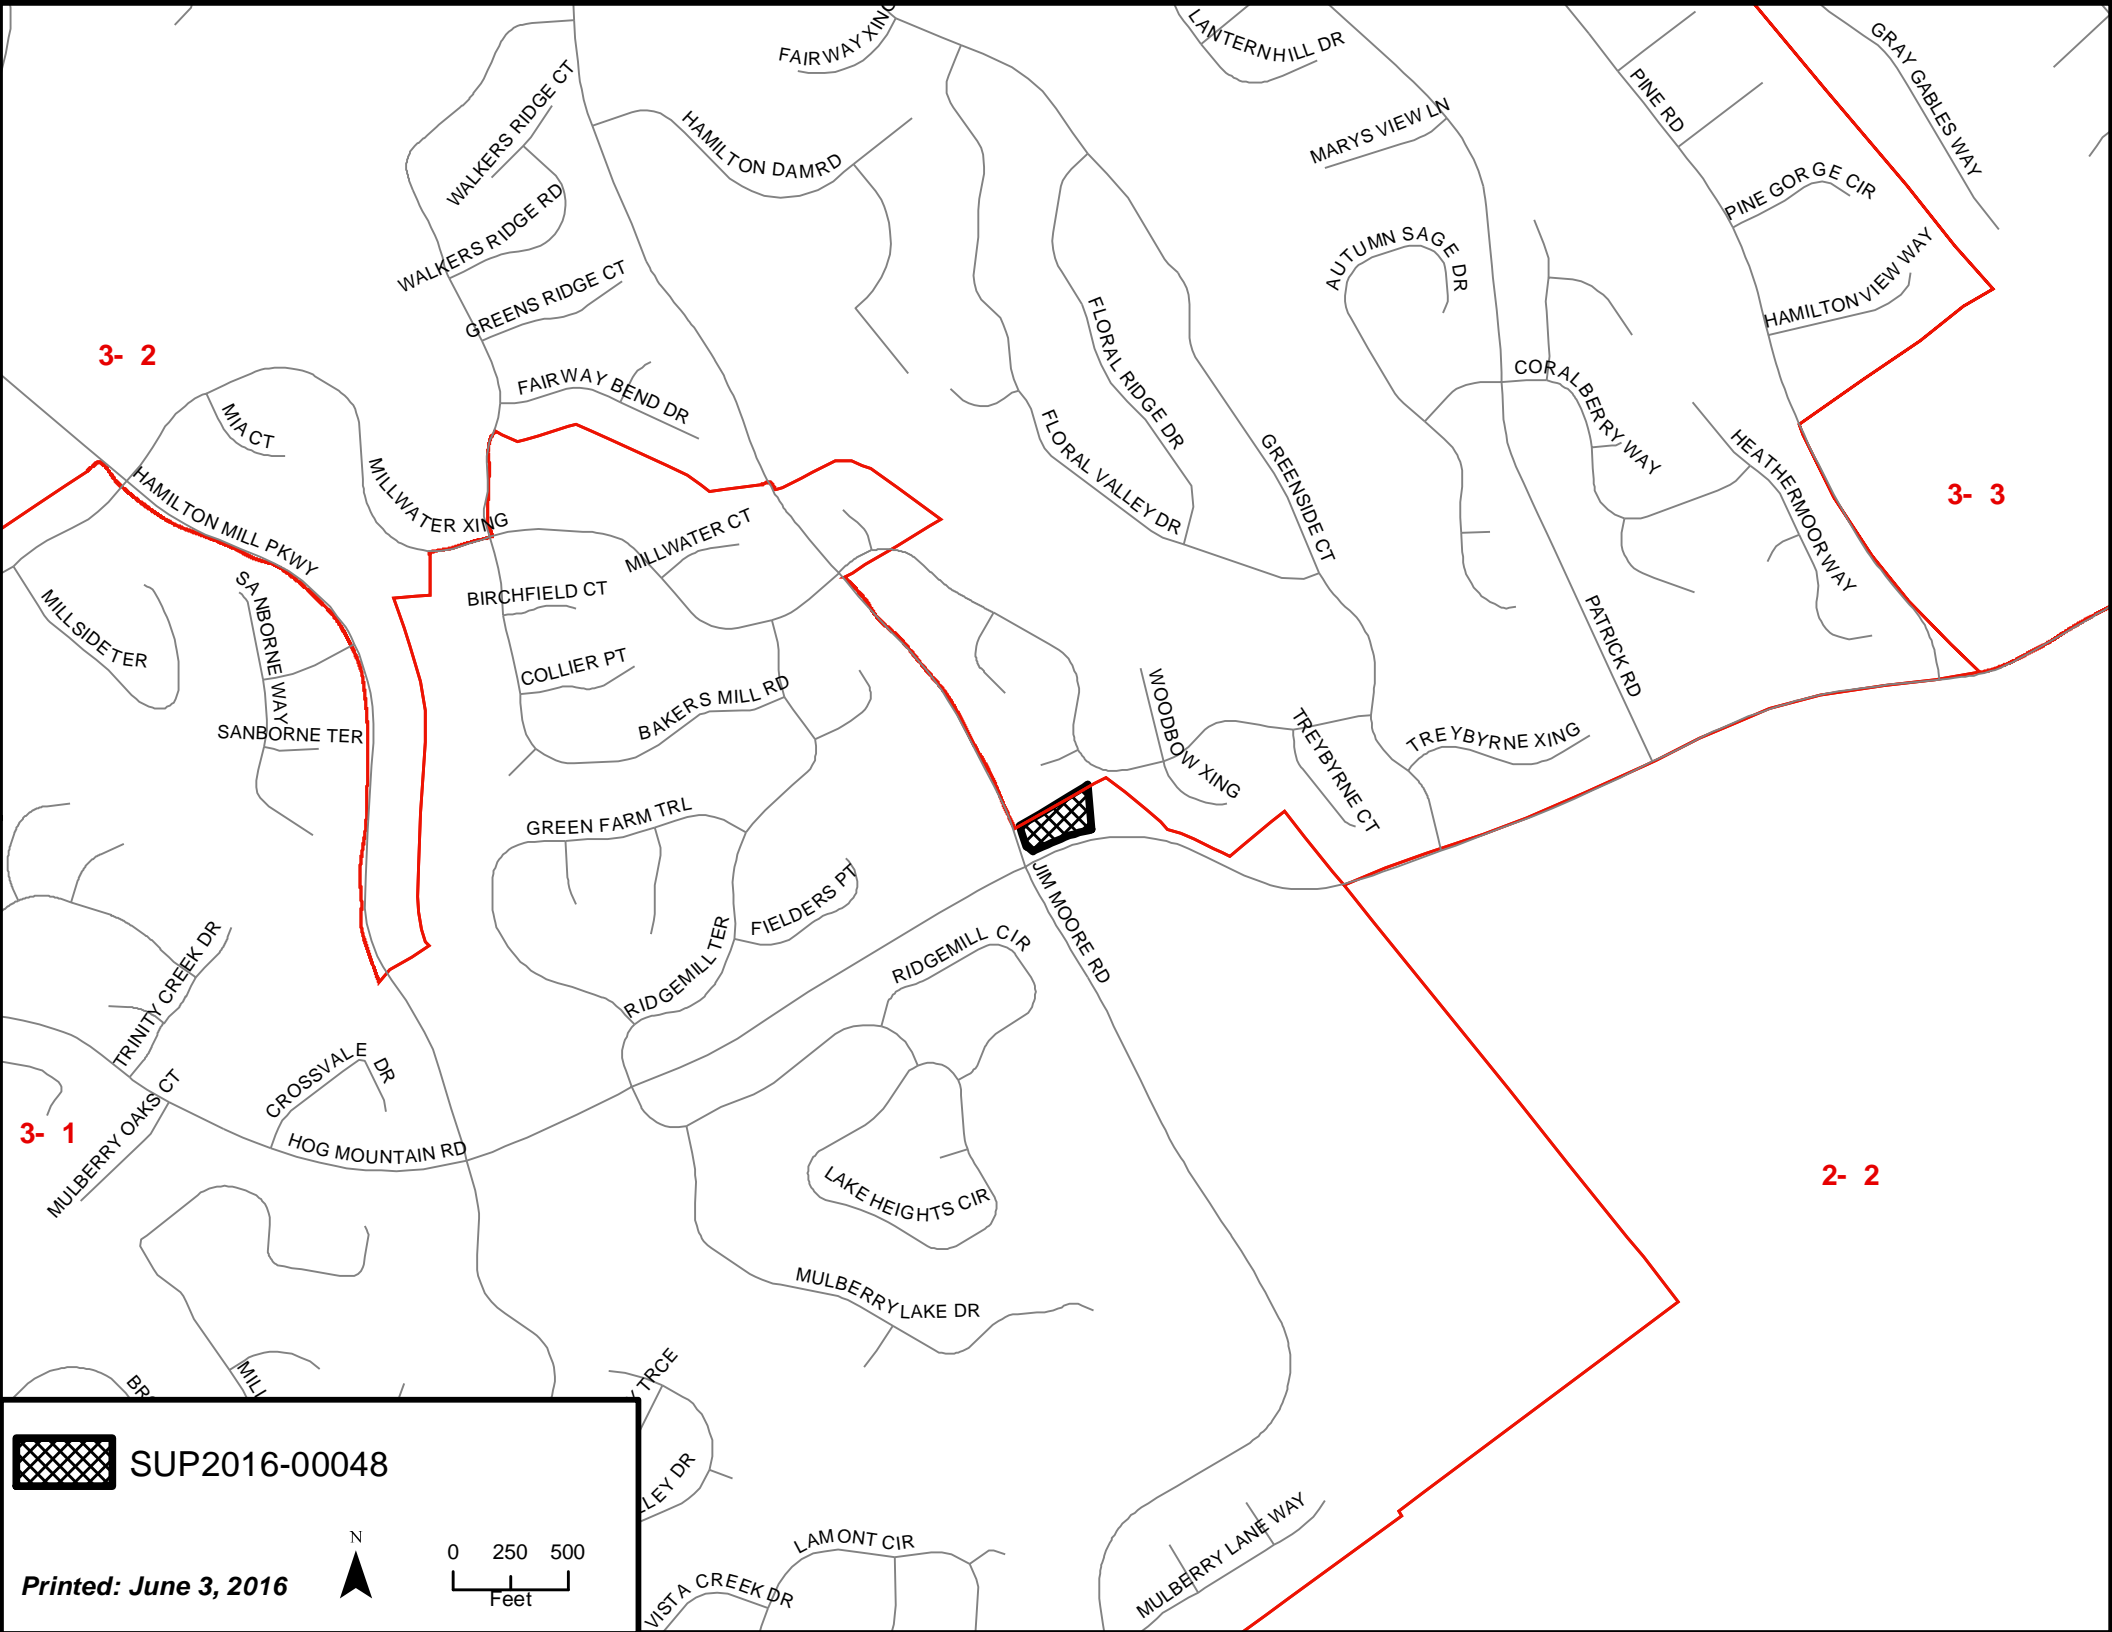 FAIRWAY XING
LANTERNHILL DR
GRAY GABLES WAY
WALKERS RIDGE CT
HAMILTON DAMRD
MARYS VIEW LN
PINE RD
PINE GORGE CIR
WALKERS RIDGE RD
AUTUMN SAGE DR
HAMILTON VIEW WAY
GREENS RIDGE CT
3- 2
FLORAL RIDGE DR
FAIRWAY BEND DR
CORALBERRY WAY
MIA CT
FLORAL VALLEY DR
GREENSIDE CT
HEATHERMOOR WAY
3- 3
MILLWATER XING
HAMILTON MILL PKWY
MILLWATER CT
BIRCHFIELD CT
SANBORNE WAY
MILLSIDE TER
PATRICK RD
COLLIER PT
BAKERS MILL RD
WOODBOW XING
SANBORNE TER
TREYBYRNE CT
TREYBYRNE XING
GREEN FARM TRL
FIELDERS PT
JIM MOORE RD
RIDGEMILL TER
RIDGEMILL CIR
TRINITY CREEK DR
CROSSVALE DR
MULBERRY OAKS CT
3- 1
HOG MOUNTAIN RD
LAKE HEIGHTS CIR
2- 2
MULBERRY LAKE DR
TRCE
LEY DR
LAMONT CIR
VISTA CREEK DR
MULBERRY LANE WAY
SUP2016-00048
N
0 250 500
Feet
Printed: June 3, 2016